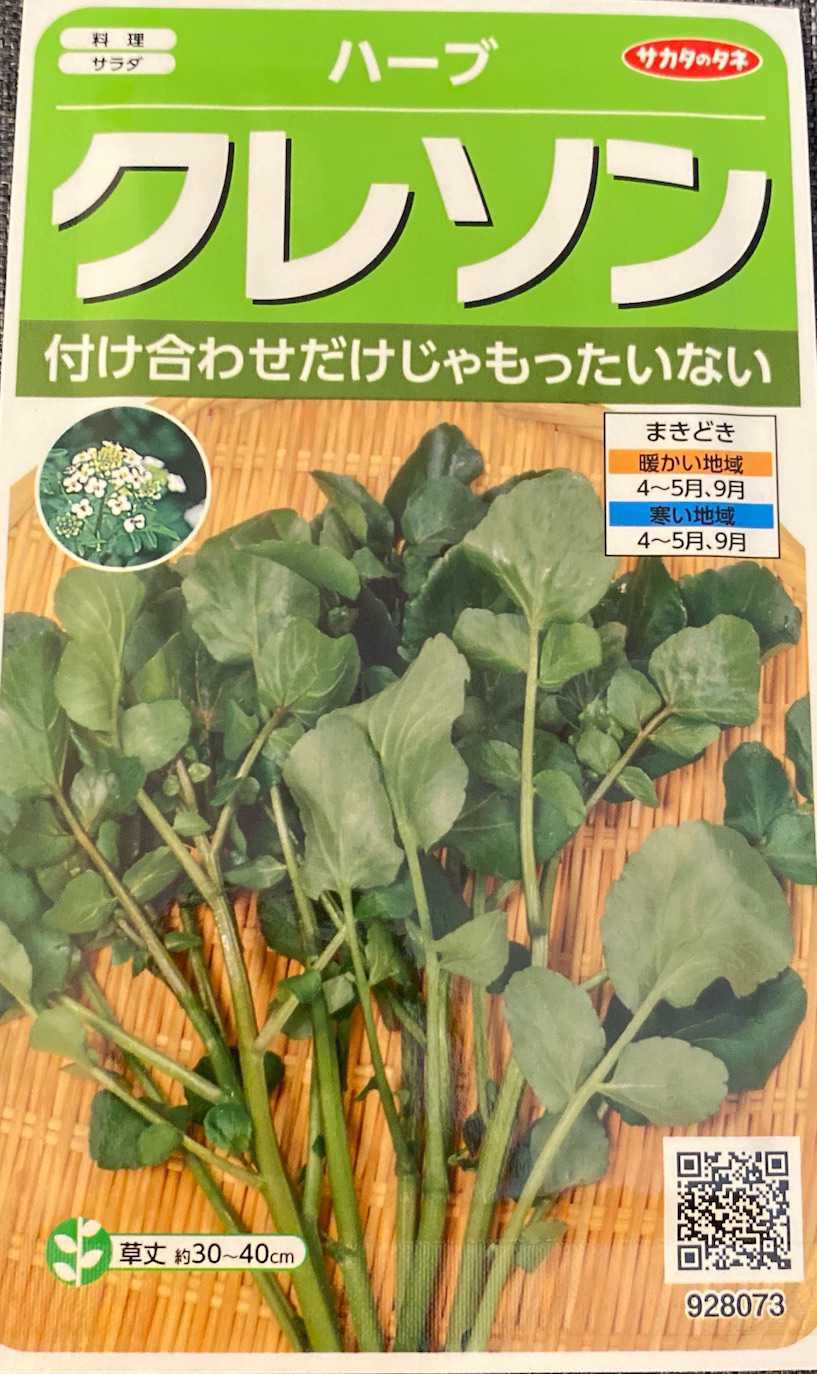 料理
サラダ
ハーブ
サカタのタネ
クレソン
付け合わせだけじゃもったいない
まきどき
暖かい地域
4～5月、9月
寒い地域
4～5月、9月
草丈 約30～40cm
928073